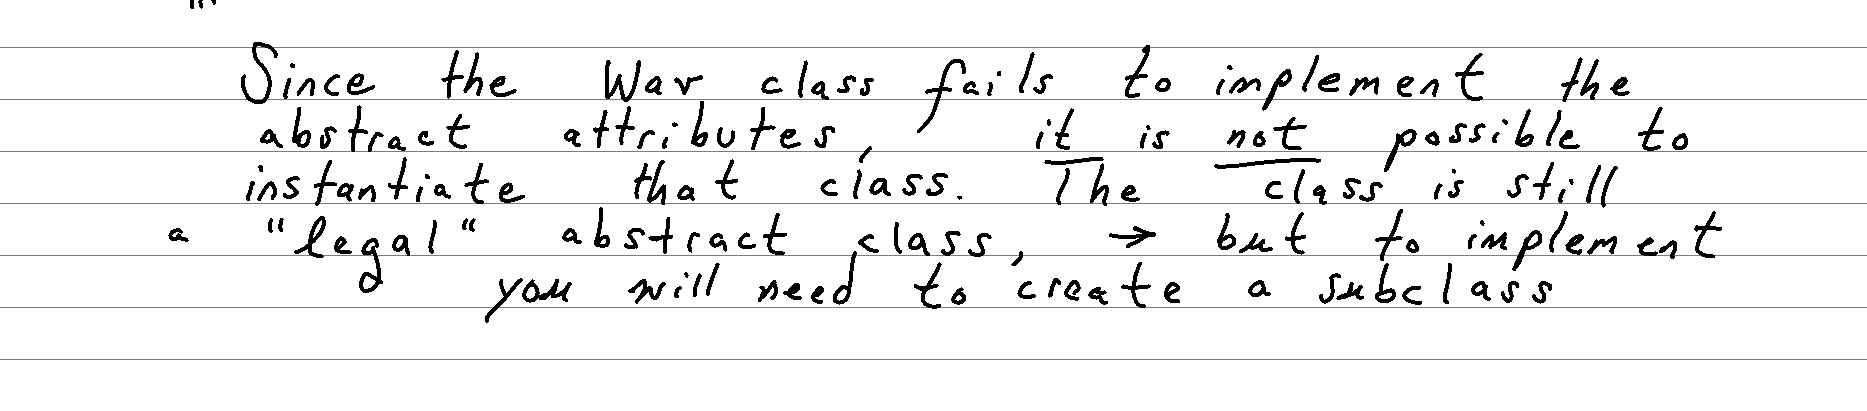 Since the War class fails to implement the
abstract attributes, it is not possible to
instantiate that class. The class is still
a "legal" abstract class, → but to implement
you will need to create a subclass